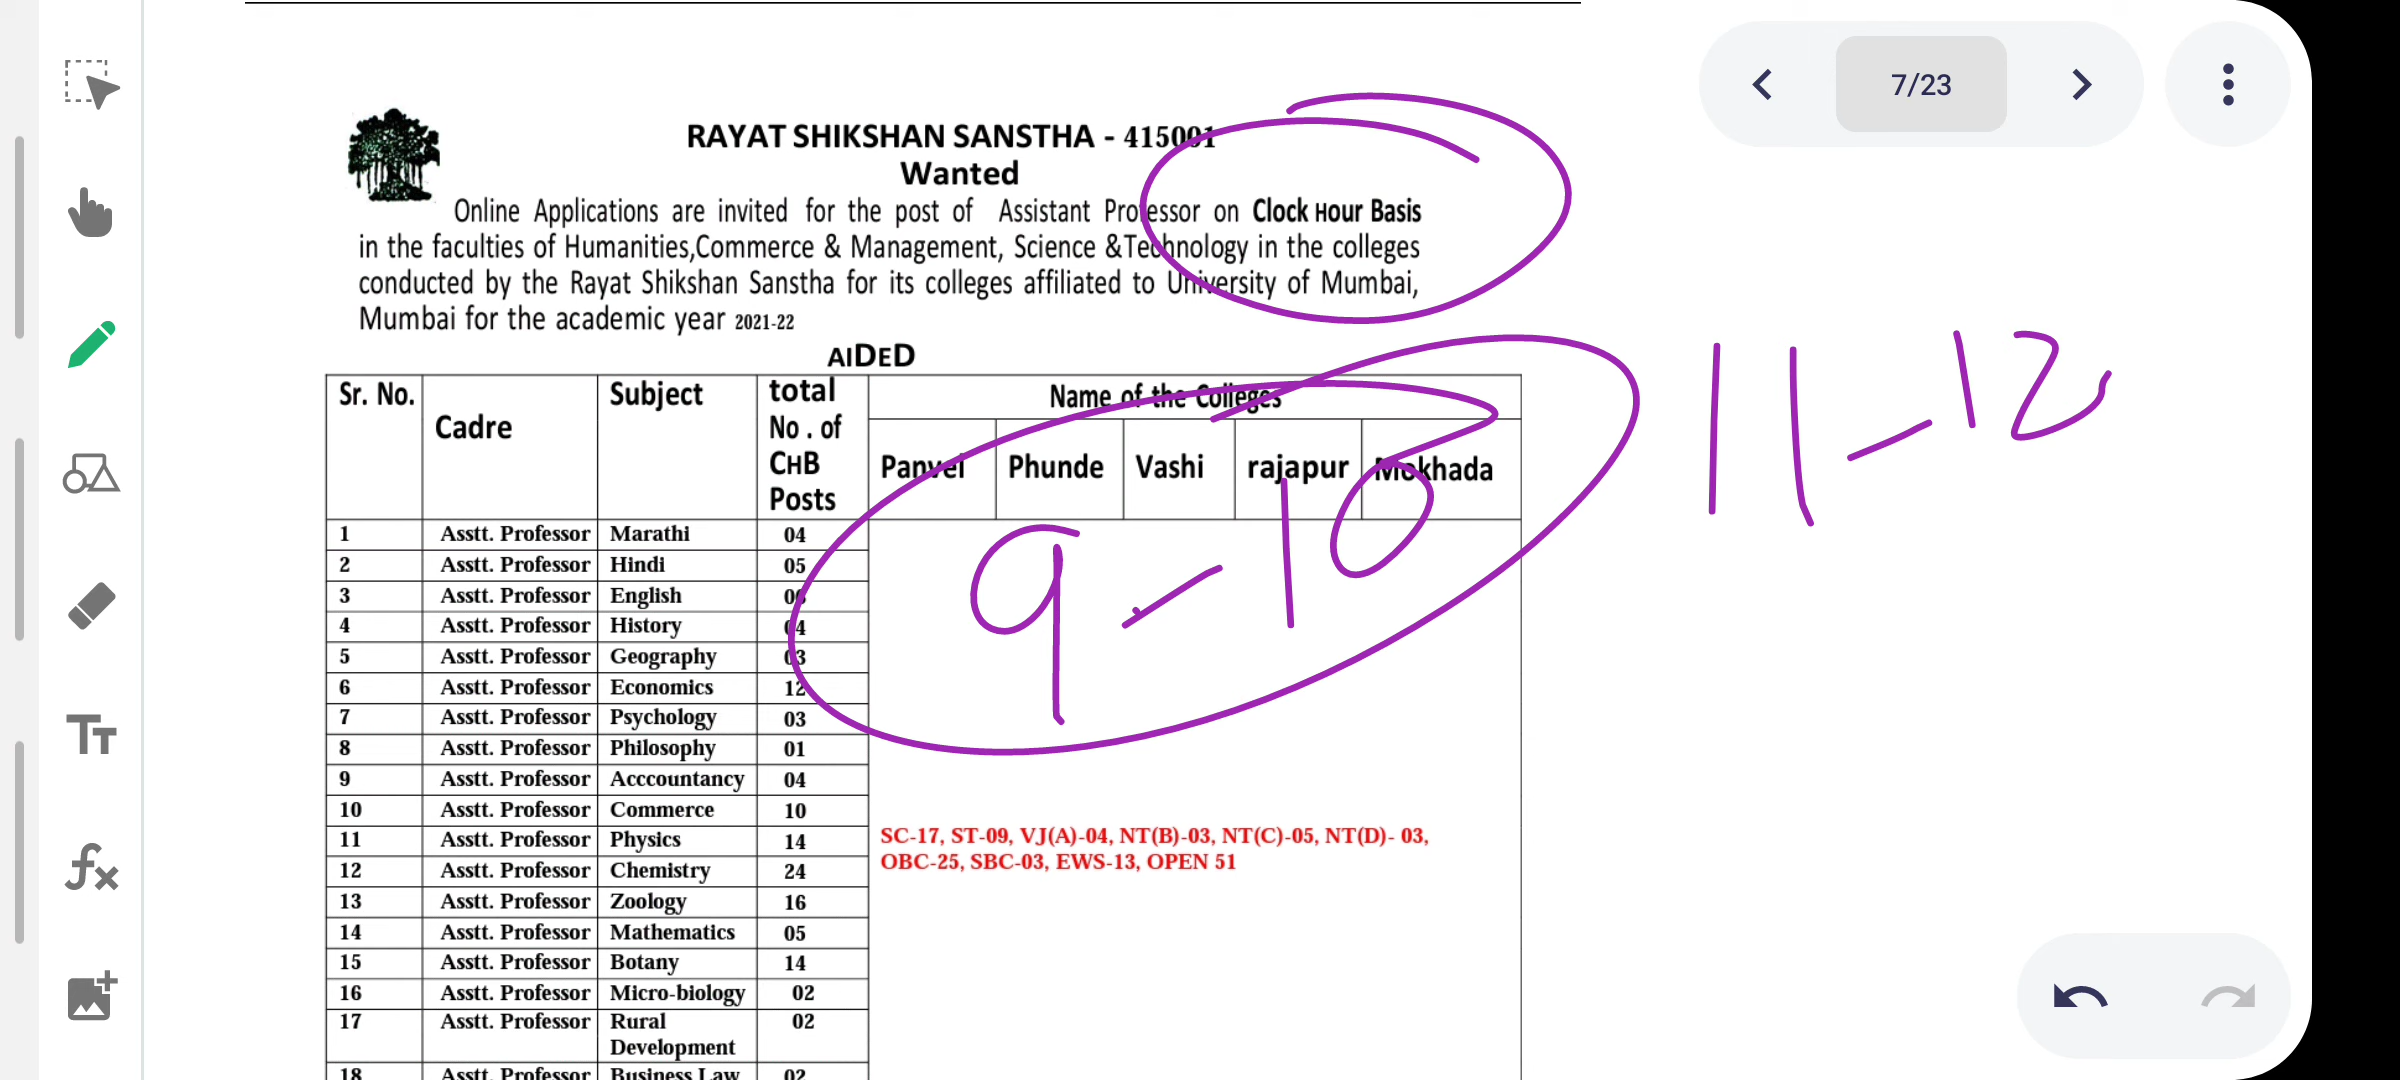 7/23
RAYAT SHIKSHAN SANSTHA - 415001
Wanted
Online Applications are invited for the post of Assistant Professor on Clock Hour Basis
in the faculties of Humanities,Commerce & Management, Science &Technology in the colleges
conducted by the Rayat Shikshan Sanstha for its colleges affiliated to University of Mumbai,
Mumbai for the academic year 2021-22
AIDED
Sr. No. Cadre Subject total No . of CHB Posts Name of the Colleges
Panvel Phunde Vashi rajapur Mokhada
11-12
9-10
1 Asstt. Professor Marathi 04
2 Asstt. Professor Hindi 05
3 Asstt. Professor English
4 Asstt. Professor History 04
5 Asstt. Professor Geography 03
6 Asstt. Professor Economics 12
7 Asstt. Professor Psychology 03
8 Asstt. Professor Philosophy 01
9 Asstt. Professor Acccountancy 04
10 Asstt. Professor Commerce 10
11 Asstt. Professor Physics 14
12 Asstt. Professor Chemistry 24
13 Asstt. Professor Zoology 16
14 Asstt. Professor Mathematics 05
15 Asstt. Professor Botany 14
16 Asstt. Professor Micro-biology 02
17 Asstt. Professor Rural Development 02
18 Asstt. Professor Business Law 02
SC-17, ST-09, VJ(A)-04, NT(B)-03, NT(C)-05, NT(D)- 03,
OBC-25, SBC-03, EWS-13, OPEN 51
TT
fx